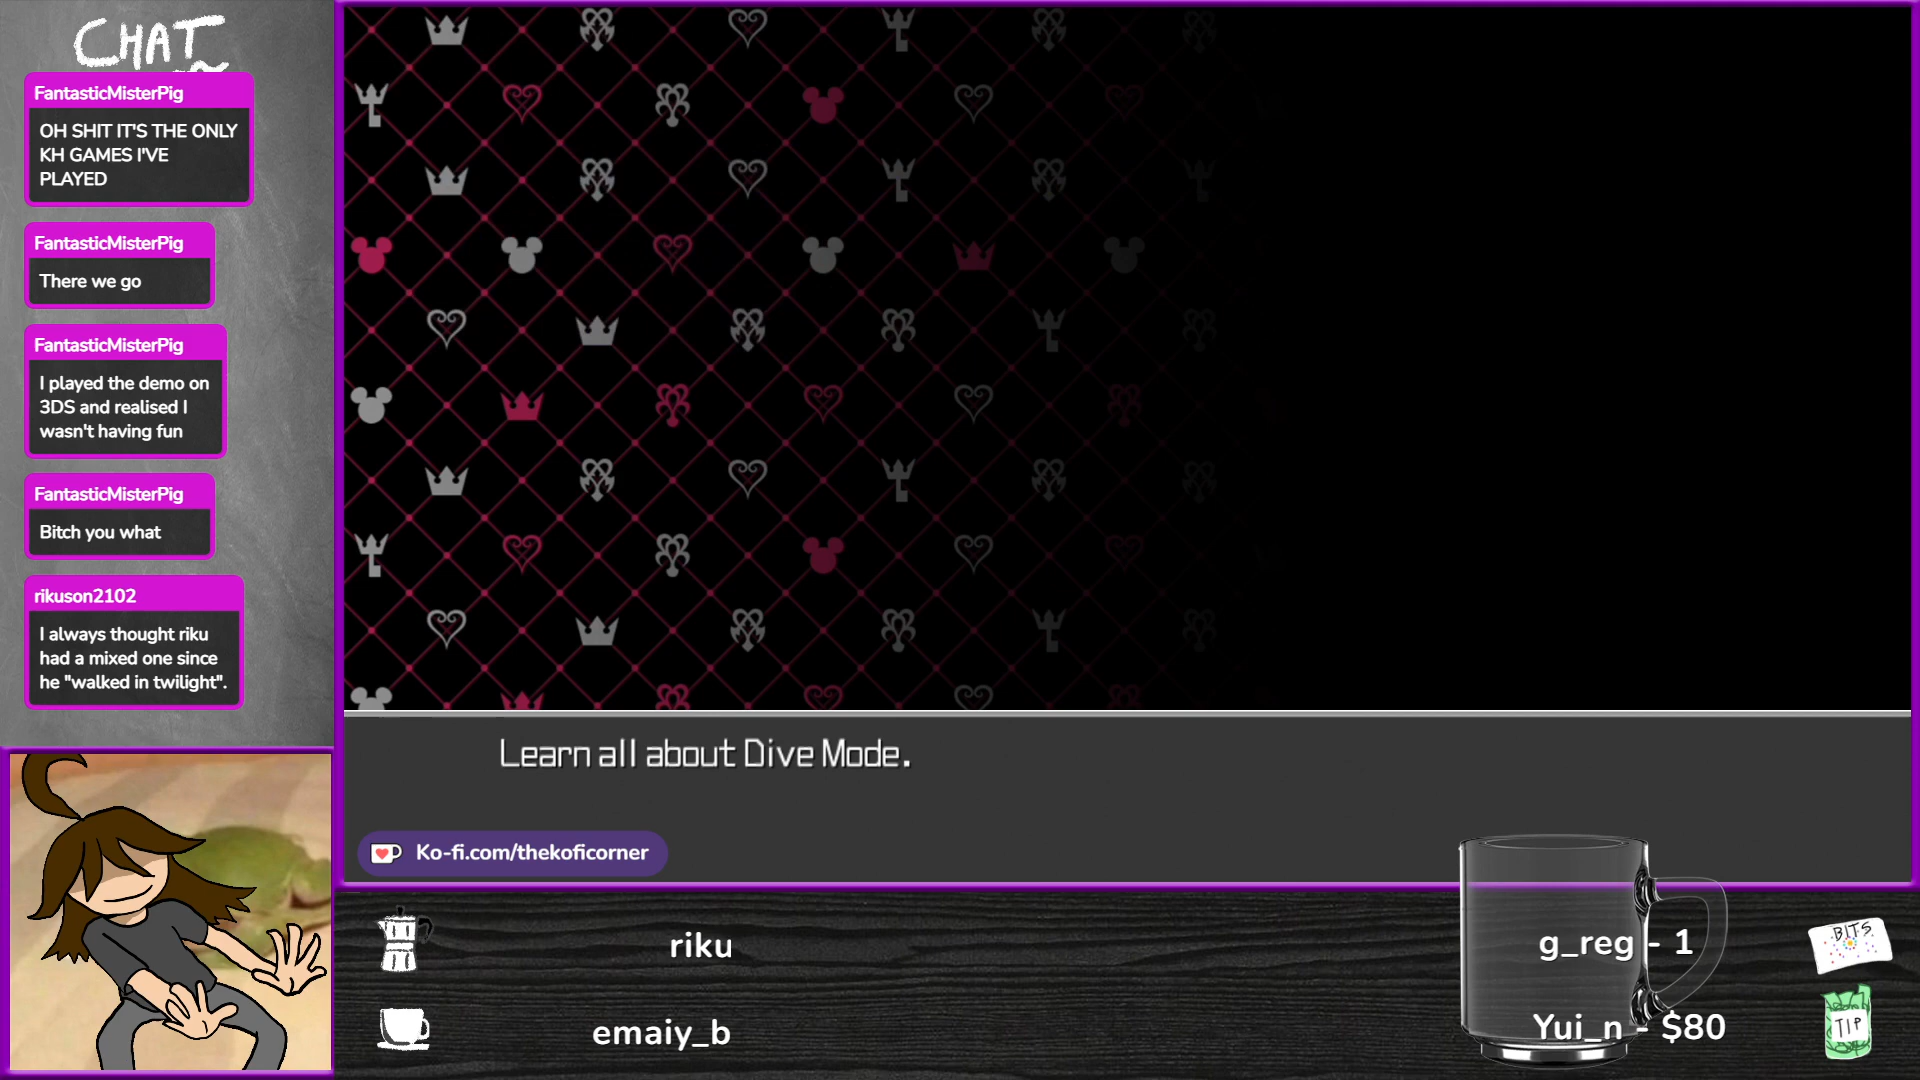 CHAT
FantasticMisterPig
OH SHIT IT'S THE ONLY
KH GAMES I'VE
PLAYED
FantasticMisterPig
There we go
FantasticMisterPig
I played the demo on
3DS and realised I
wasn't having fun
FantasticMisterPig
Bitch you what
rikuson2102
I always thought riku
had a mixed one since
he "walked in twilight".
Learn all about Dive Mode.
Ko-fi.com/thekoficorner
riku
emaiy_b
g_reg - 1
Yui_n - $80
BITS
TIP